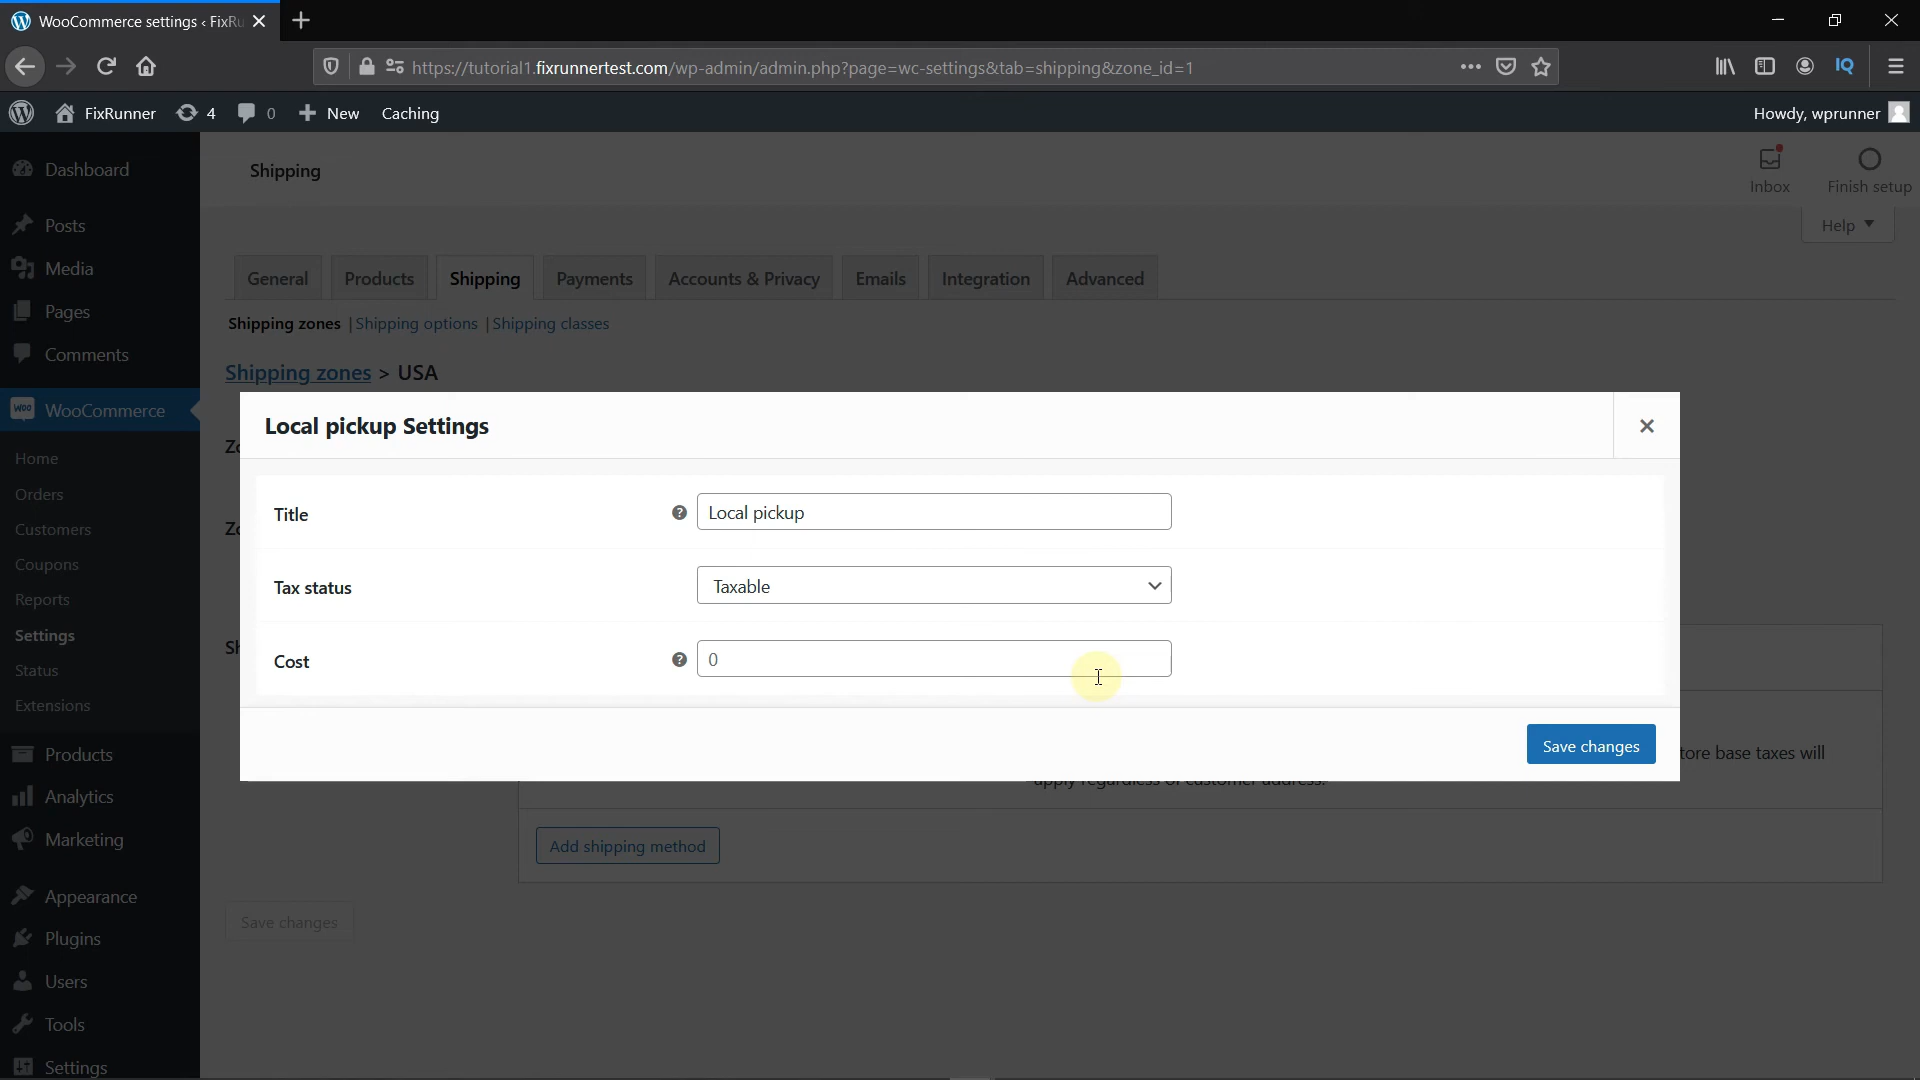 WooCommerce settings ‹ FixRu
https://tutorial1.fixrunnertest.com/wp-admin/admin.php?page=wc-settings&tab=shipping&zone_id=1
IQ
FixRunner 4 0 New Caching Howdy, wprunner
Dashboard
Posts
Media
Pages
Comments
WOO WooCommerce
Home
Orders
Customers
Coupons
Reports
Settings
Status
Extensions
Products
Analytics
Marketing
Appearance
Plugins
Users
Tools
Settings
Shipping
Inbox
Finish setup
Help
General Products Shipping Payments Accounts & Privacy Emails Integration Advanced
Shipping zones | Shipping options | Shipping classes
Shipping zones > USA
Local pickup Settings
Title ? Local pickup
Tax status Taxable
Cost ? 0
Save changes
tore base taxes will
apply regardless of customer address.
Add shipping method
Save changes